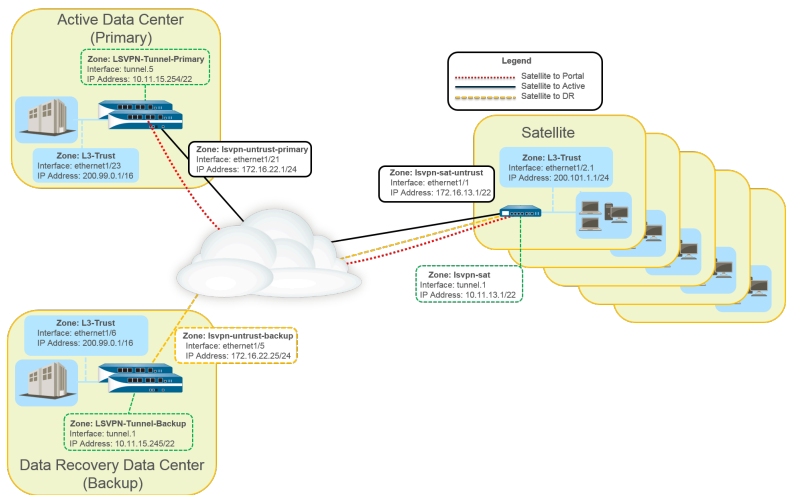 Active Data Center
(Primary)
Zone: LSVPN-Tunnel-Primary
Interface: tunnel.5
IP Address: 10.11.15.254/22
Zone: L3-Trust
Interface: ethernet1/23
IP Address: 200.99.0.1/16
Zone: lsvpn-untrust-primary
Interface: ethernet1/21
IP Address: 172.16.22.1/24
Legend
Satellite to Portal
Satellite to Active
Satellite to DR
Satellite
Zone: lsvpn-sat-untrust
Interface: ethernet1/1
IP Address: 172.16.13.1/22
Zone: L3-Trust
Interface: ethernet1/2.1
IP Address: 200.101.1.1/24
Zone: lsvpn-sat
Interface: tunnel.1
IP Address: 10.11.13.1/22
Zone: L3-Trust
Interface: ethernet1/6
IP Address: 200.99.0.1/16
Zone: lsvpn-untrust-backup
Interface: ethernet1/5
IP Address: 172.16.22.25/24
Zone: LSVPN-Tunnel-Backup
Interface: tunnel.1
IP Address: 10.11.15.245/22
Data Recovery Data Center
(Backup)